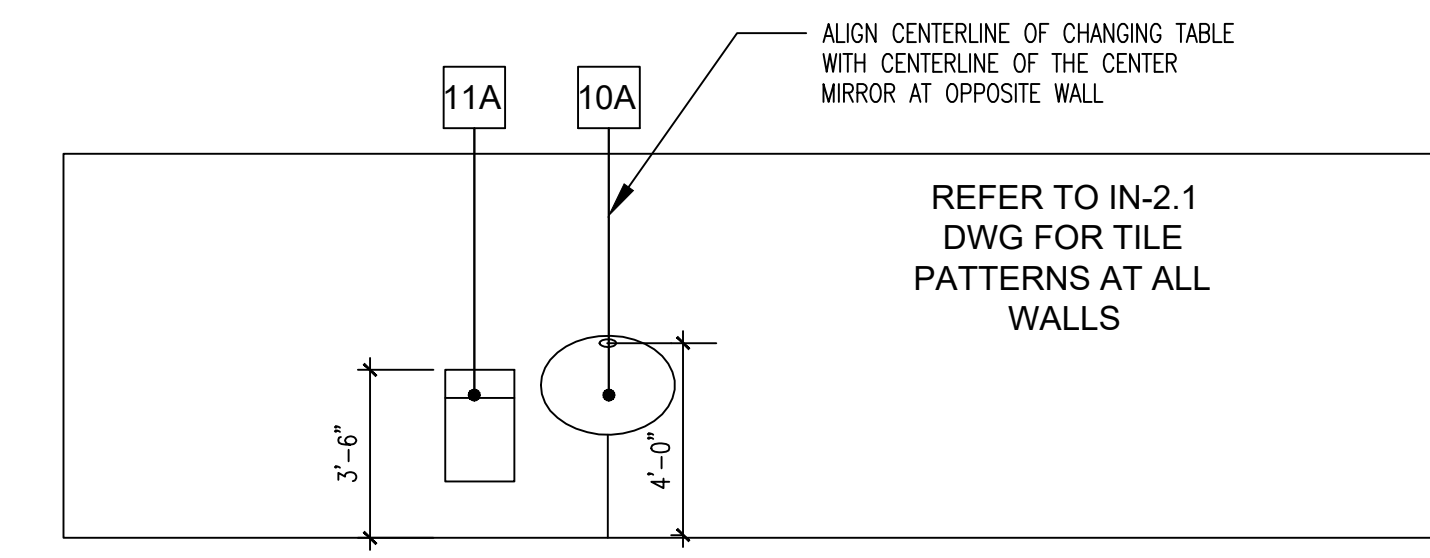 ALIGN CENTERLINE OF CHANGING TABLE
WITH CENTERLINE OF THE CENTER
MIRROR AT OPPOSITE WALL
11A
10A
REFER TO IN-2.1
DWG FOR TILE
PATTERNS AT ALL
WALLS
3'-6"
4'-0"